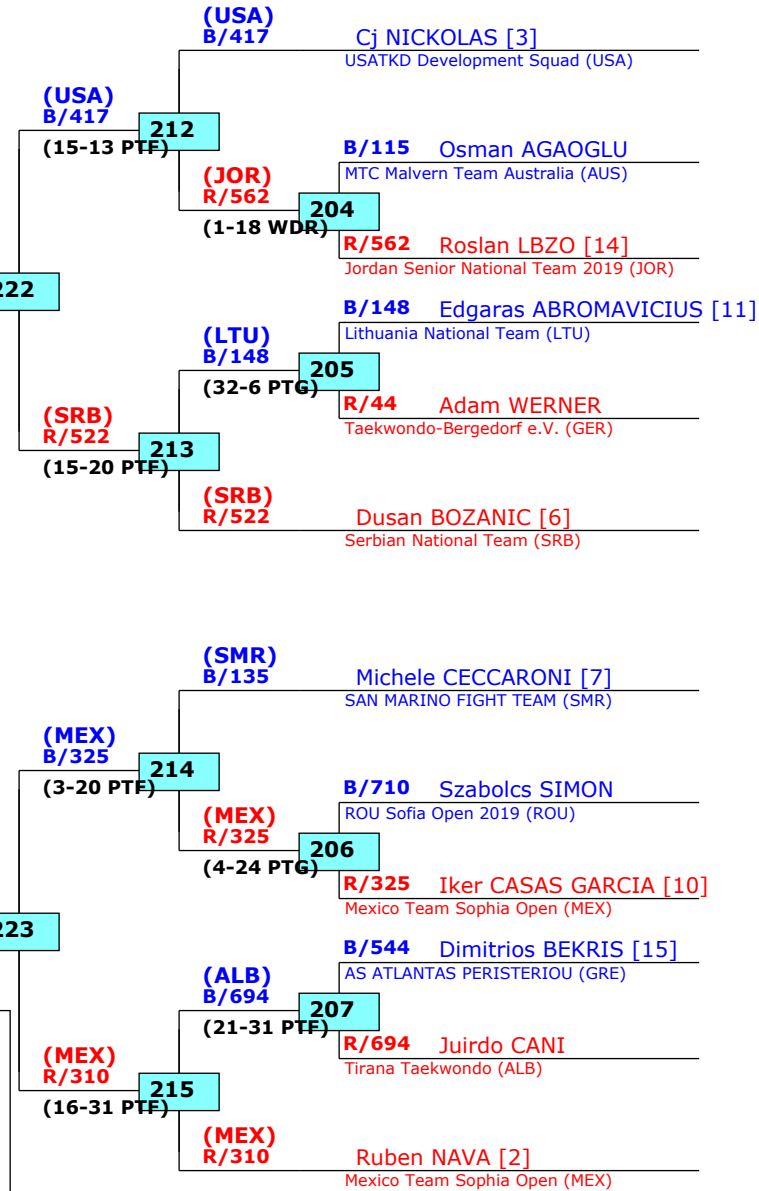 (USA)
B/417
Cj NICKOLAS [3]
USATKD Development Squad (USA)
(USA)
B/417
212
(15-13 PTF)
B/115 Osman AGAOGLU
MTC Malvern Team Australia (AUS)
(JOR)
R/562
204
(1-18 WDR)
R/562 Roslan LBZO [14]
Jordan Senior National Team 2019 (JOR)
222
B/148 Edgaras ABROMAVICIUS [11]
Lithuania National Team (LTU)
(LTU)
B/148
205
(32-6 PTG)
R/44 Adam WERNER
Taekwondo-Bergedorf e.V. (GER)
(SRB)
R/522
213
(15-20 PTF)
(SRB)
R/522
Dusan BOZANIC [6]
Serbian National Team (SRB)
(SMR)
B/135
Michele CECCARONI [7]
SAN MARINO FIGHT TEAM (SMR)
(MEX)
B/325
214
(3-20 PTF)
B/710 Szabolcs SIMON
ROU Sofia Open 2019 (ROU)
(MEX)
R/325
206
(4-24 PTG)
R/325 Iker CASAS GARCIA [10]
Mexico Team Sophia Open (MEX)
223
B/544 Dimitrios BEKRIS [15]
AS ATLANTAS PERISTERIOU (GRE)
(ALB)
B/694
207
(21-31 PTF)
R/694 Juirdo CANI
Tirana Taekwondo (ALB)
(MEX)
R/310
215
(16-31 PTF)
(MEX)
R/310
Ruben NAVA [2]
Mexico Team Sophia Open (MEX)